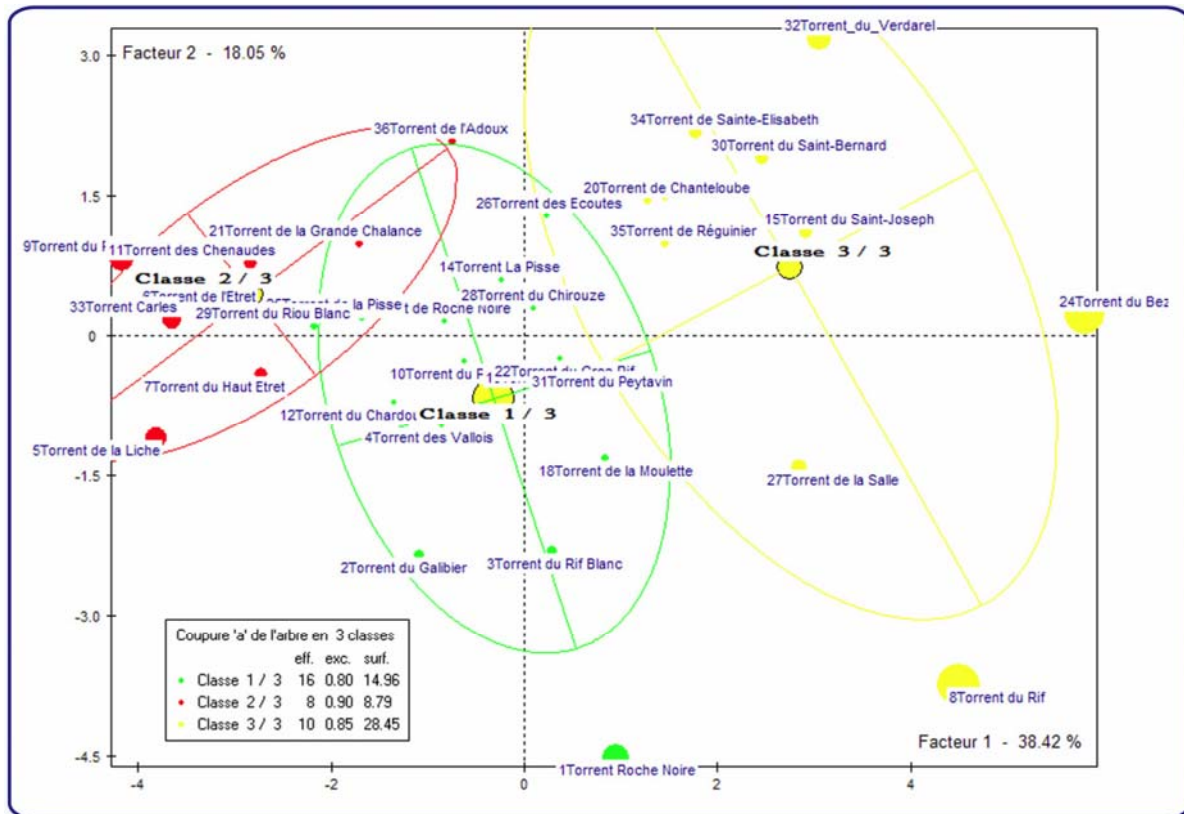 32Torrent_du_Verdarel
3.0
Facteur 2 - 18.05 %
34Torrent de Sainte-Elisabeth
36Torrent de l'Adoux
30Torrent du Saint-Bernard
1.5
20Torrent de Chanteloube
26Torrent des Ecoutes
15Torrent du Saint-Joseph
21Torrent de la Grande Chalance
35Torrent de Réguinier
11Torrent des Chenaudes
Classe 3 / 3
14Torrent La Pisse
Classe 2 / 3
28Torrent du Chirouze
24Torrent du Bez
33Torrent Carles
29Torrent du Riou Blanc
0
7Torrent du Haut Etret
31Torrent du Peytavin
Classe 1 / 3
4Torrent des Vallois
5Torrent de la Liche
-1.5
18Torrent de la Moulette
27Torrent de la Salle
2Torrent du Galibier
3Torrent du Rif Blanc
-3.0
Coupure 'a' de l'arbre en 3 classes
eff. exc. surf.
Classe 1 / 3 16 0.80 14.96
Classe 2 / 3 8 0.90 8.79
Classe 3 / 3 10 0.85 28.45
8Torrent du Rif
Facteur 1 - 38.42 %
-4.5
1Torrent Roche Noire
-4 -2 0 2 4